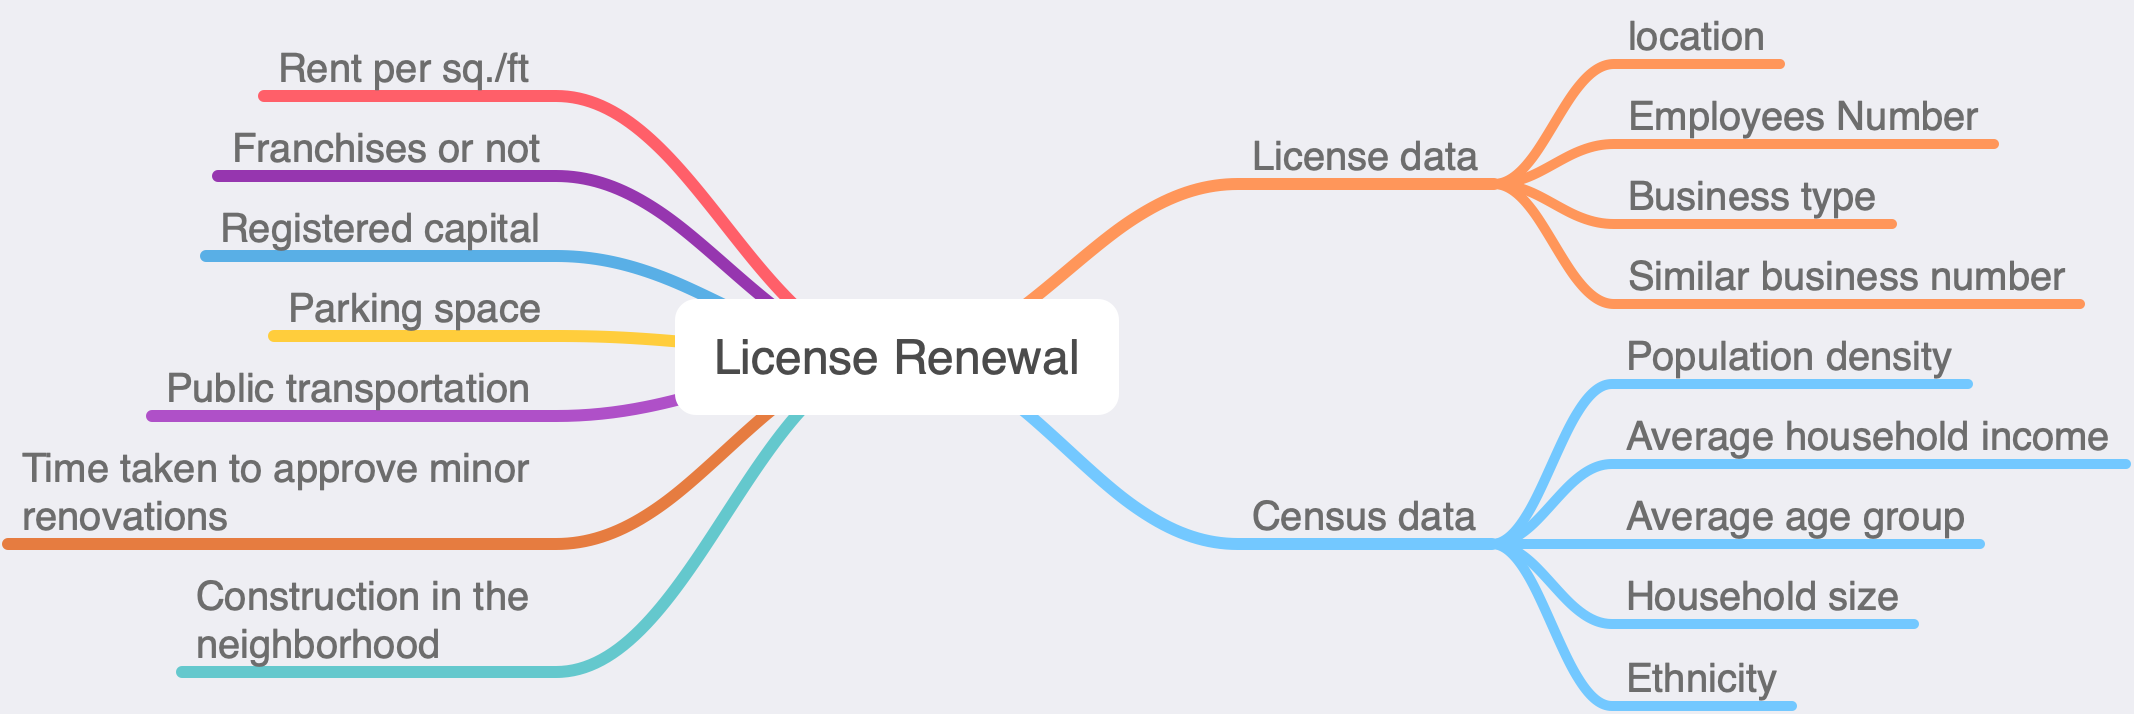 Rent per sq./ft
Franchises or not
Registered capital
Parking space
Public transportation
Time taken to approve minor
renovations
Construction in the
neighborhood
License Renewal
License data
location
Employees Number
Business type
Similar business number
Census data
Population density
Average household income
Average age group
Household size
Ethnicity